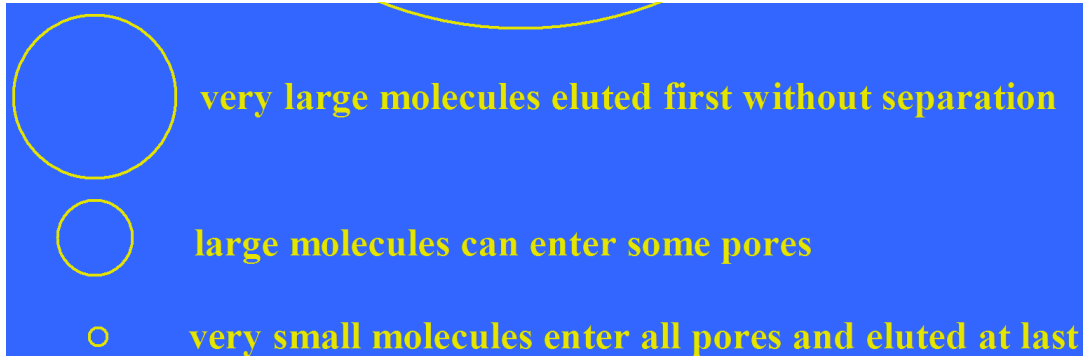 very large molecules eluted first without separation
large molecules can enter some pores
very small molecules enter all pores and eluted at last